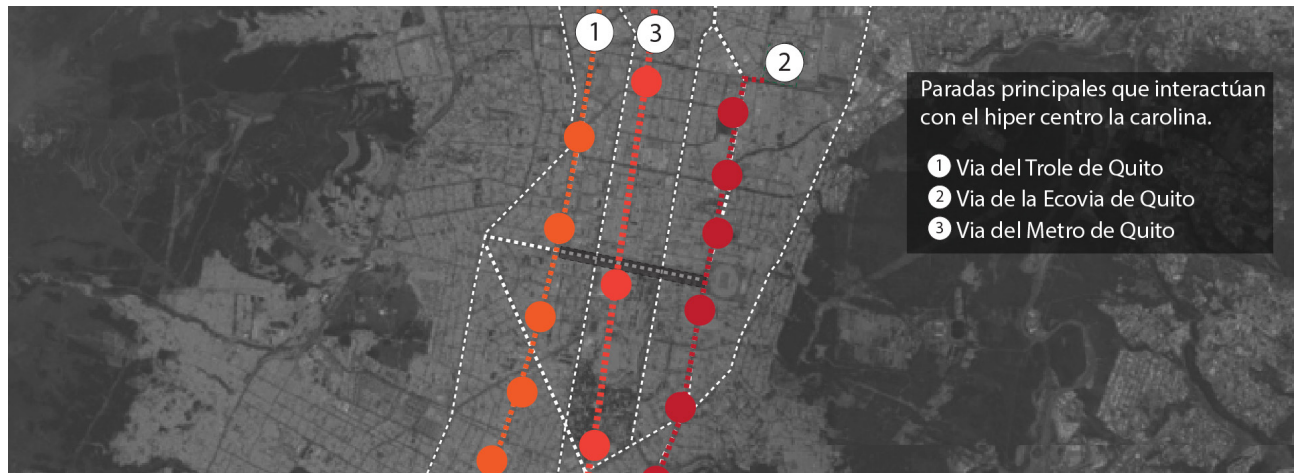 1
3
2
Paradas principales que interactúan
con el hiper centro la carolina.
1 Via del Trole de Quito
2 Via de la Ecovia de Quito
3 Via del Metro de Quito